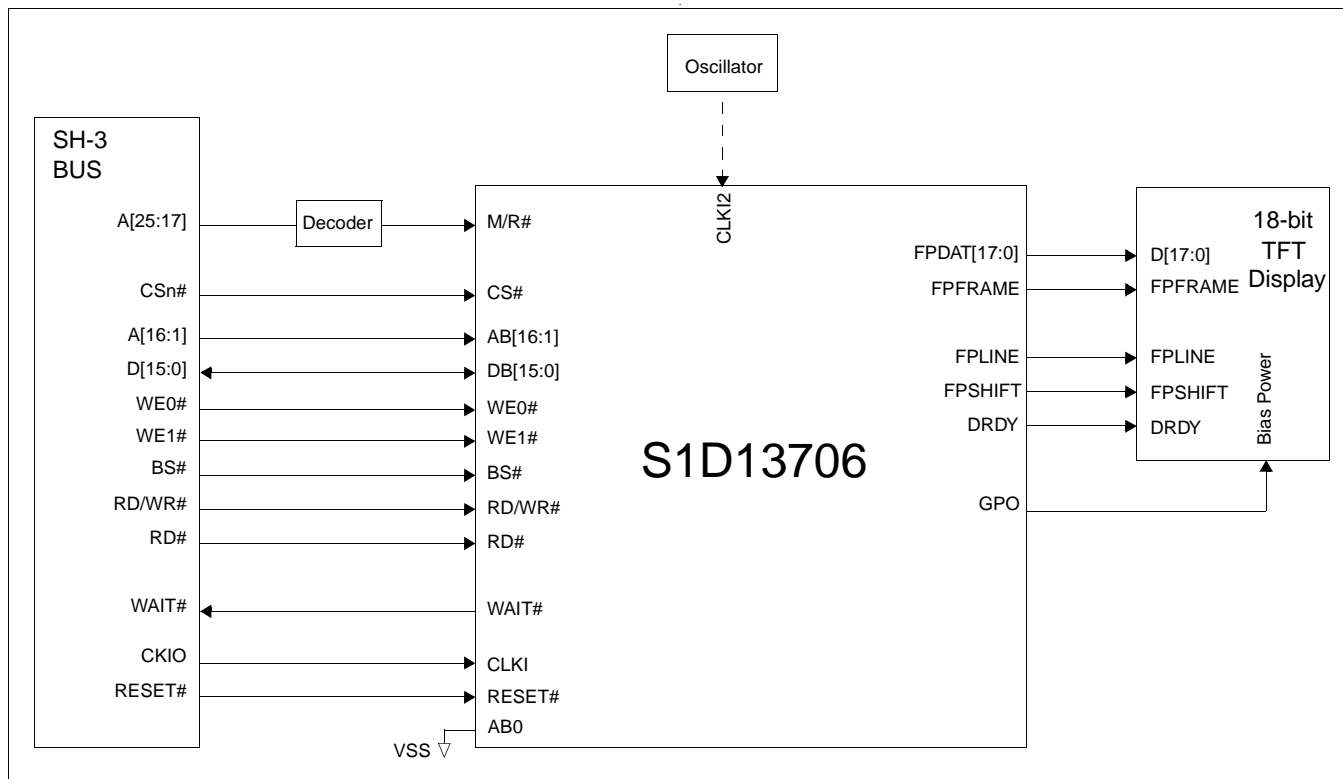 Oscillator
SH-3
BUS
A[25:17]
Decoder
M/R#
CLKI2
CSn#
CS#
A[16:1]
AB[16:1]
D[15:0]
DB[15:0]
WE0#
WE0#
WE1#
WE1#
BS#
BS#
RD/WR#
RD/WR#
RD#
RD#
WAIT#
WAIT#
CKIO
CLKI
RESET#
RESET#
AB0
VSS
S1D13706
FPDAT[17:0]
FPFRAME
FPLINE
FPSHIFT
DRDY
GPO
18-bit
TFT
Display
D[17:0]
FPFRAME
FPLINE
FPSHIFT
DRDY
Bias Power